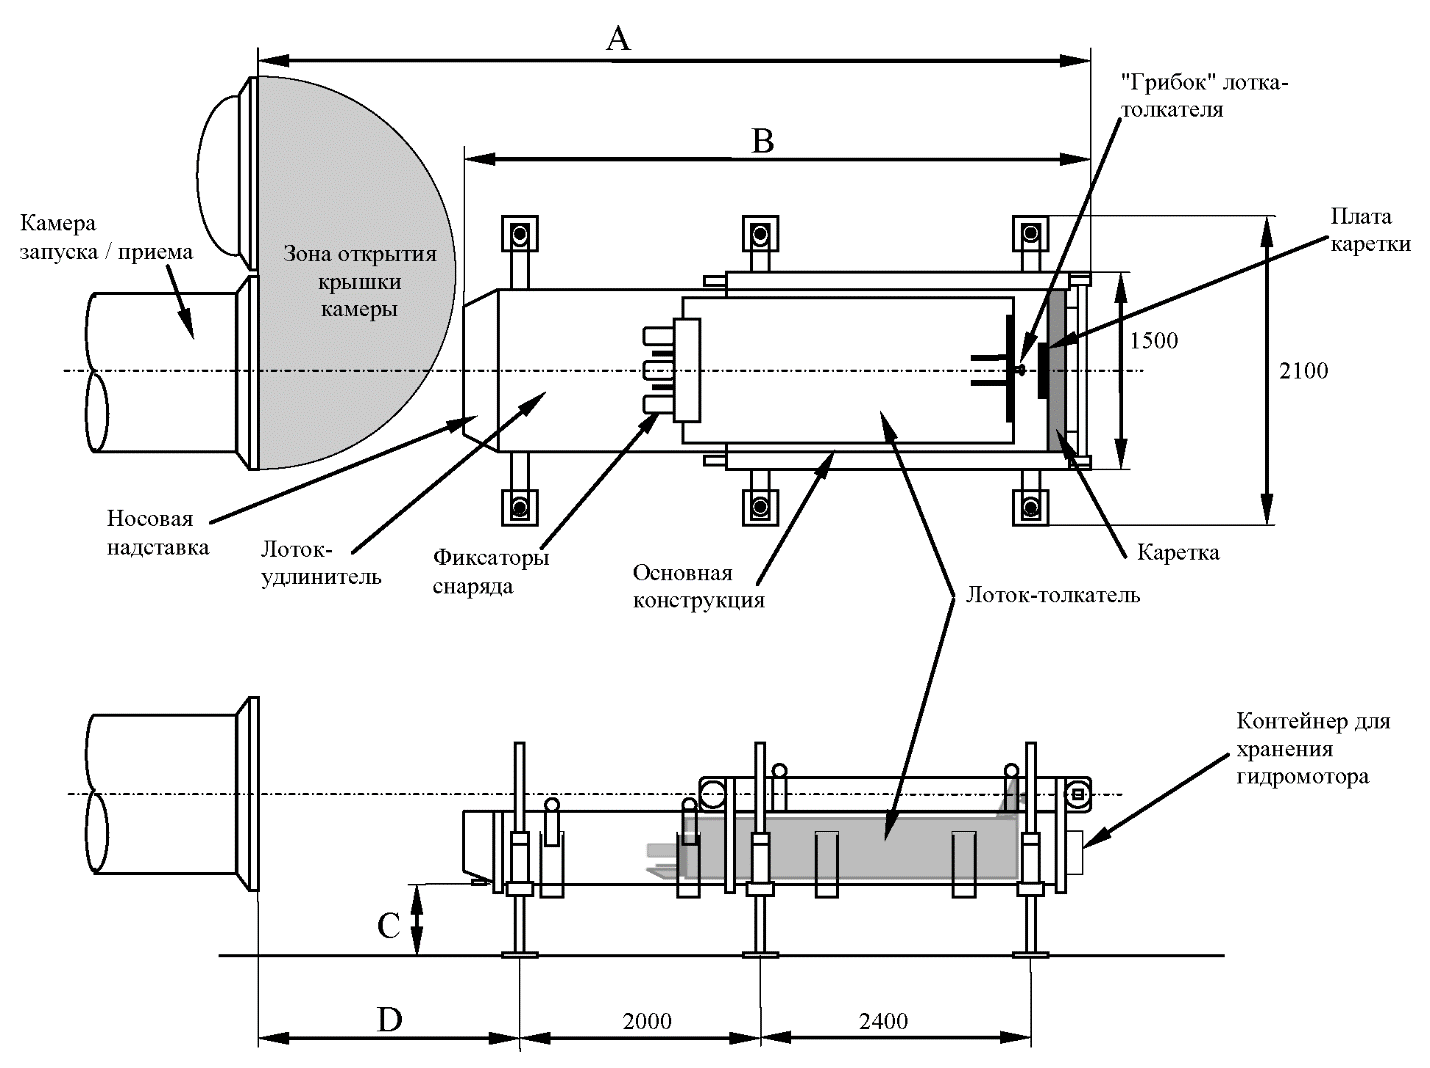 A
"Грибок" лотка-
толкателя
B
Камера
запуска / приема
Зона открытия
крышки
камеры
Плата
каретки
1500
2100
Носовая
надставка
Лоток-
удлинитель
Фиксаторы
снаряда
Основная
конструкция
Лоток-толкатель
Каретка
Контейнер для
хранения
гидромотора
C
D
2000
2400